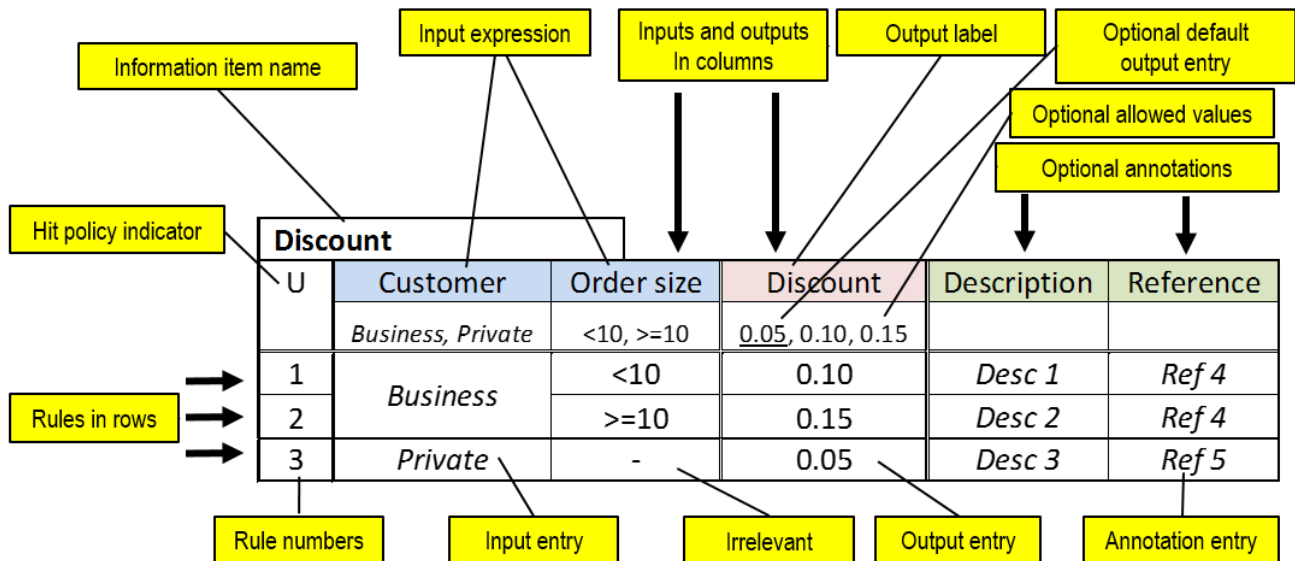 Input expression
Inputs and outputs
In columns
Output label
Optional default
output entry
Information item name
Optional allowed values
Optional annotations
Hit policy indicator
Discount
U Customer Order size Discount Description Reference
Business, Private <10, >=10 0.05, 0.10, 0.15
1 Business <10 0.10 Desc 1 Ref 4
Rules in rows
2 >=10 0.15 Desc 2 Ref 4
3 Private - 0.05 Desc 3 Ref 5
Rule numbers
Input entry
Irrelevant
Output entry
Annotation entry